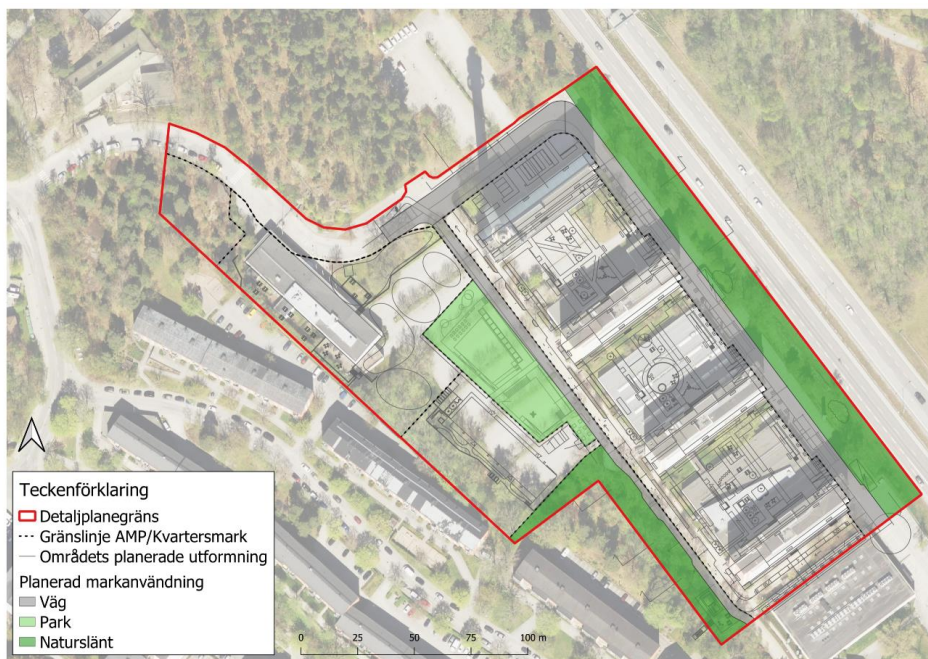 Teckenförklaring
Detaljplanegräns
Gränslinje AMP/Kvartersmark
Områdets planerade utformning
Planerad markanvändning
Väg
Park
Naturslänt
0 25 50 75 100 m